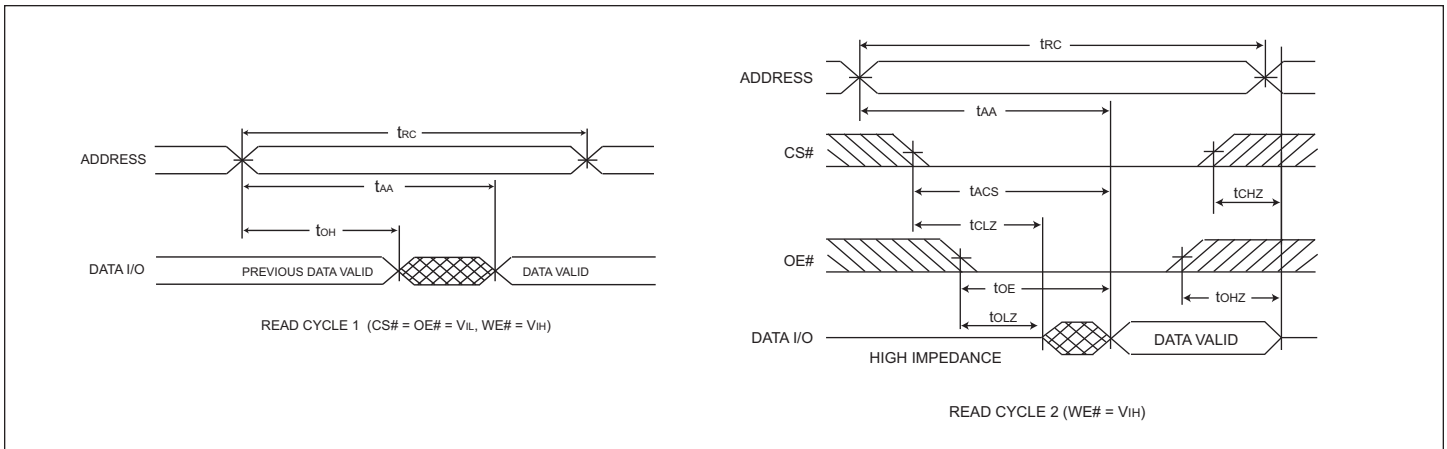 tRC
ADDRESS
tAA
tOH
DATA I/O
PREVIOUS DATA VALID
DATA VALID
READ CYCLE 1 (CS# = OE# = VIL, WE# = VIH)
tRC
ADDRESS
tAA
CS#
tACS
tCHZ
tCLZ
OE#
tOE
tOHZ
tOLZ
DATA I/O
DATA VALID
HIGH IMPEDANCE
READ CYCLE 2 (WE# = VIH)